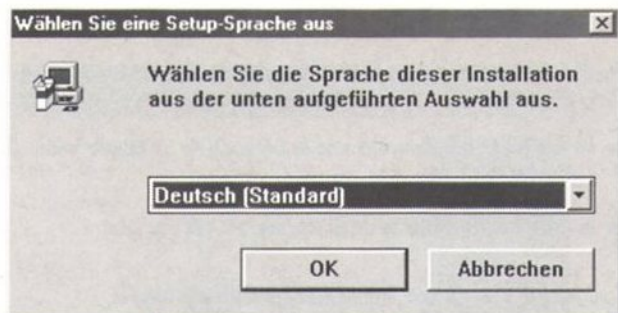 Wählen Sie eine Setup-Sprache aus
Wählen Sie die Sprache dieser Installation
aus der unten aufgeführten Auswahl aus.
Deutsch (Standard)
OK
Abbrechen